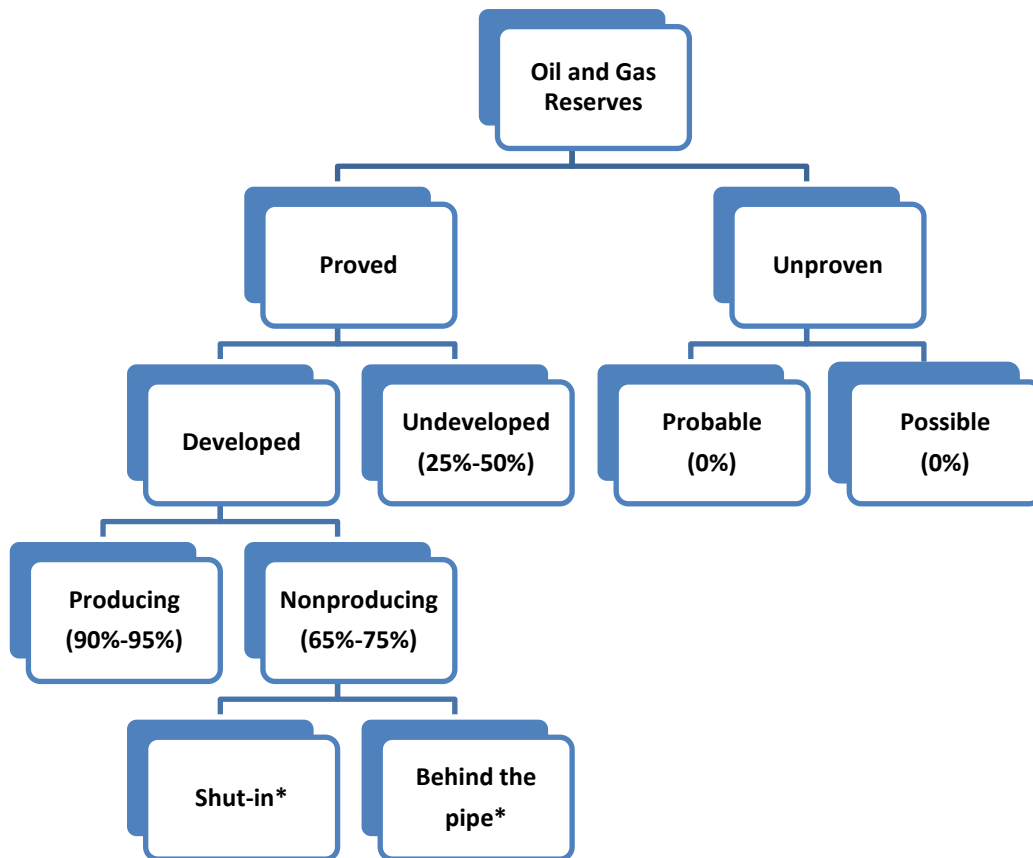 Oil and Gas
Reserves
Proved
Unproven
Developed
Undeveloped
(25%-50%)
Probable
(0%)
Possible
(0%)
Producing
(90%-95%)
Nonproducing
(65%-75%)
Shut-in*
Behind the
pipe*